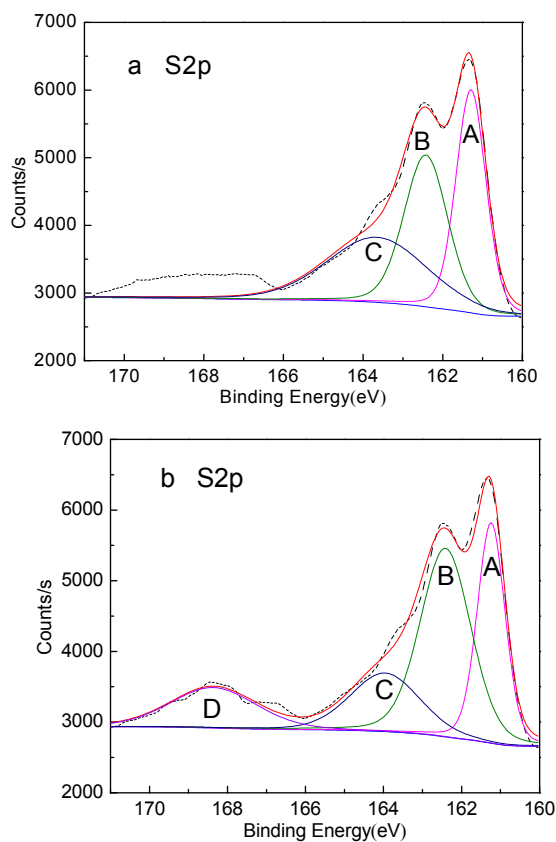 a S2p
7000
6000
5000
4000
3000
2000
Counts/s
A
B
C
170 168 166 164 162 160
Binding Energy(eV)
b S2p
7000
6000
5000
4000
3000
2000
Counts/s
A
B
C
D
170 168 166 164 162 160
Binding Energy(eV)